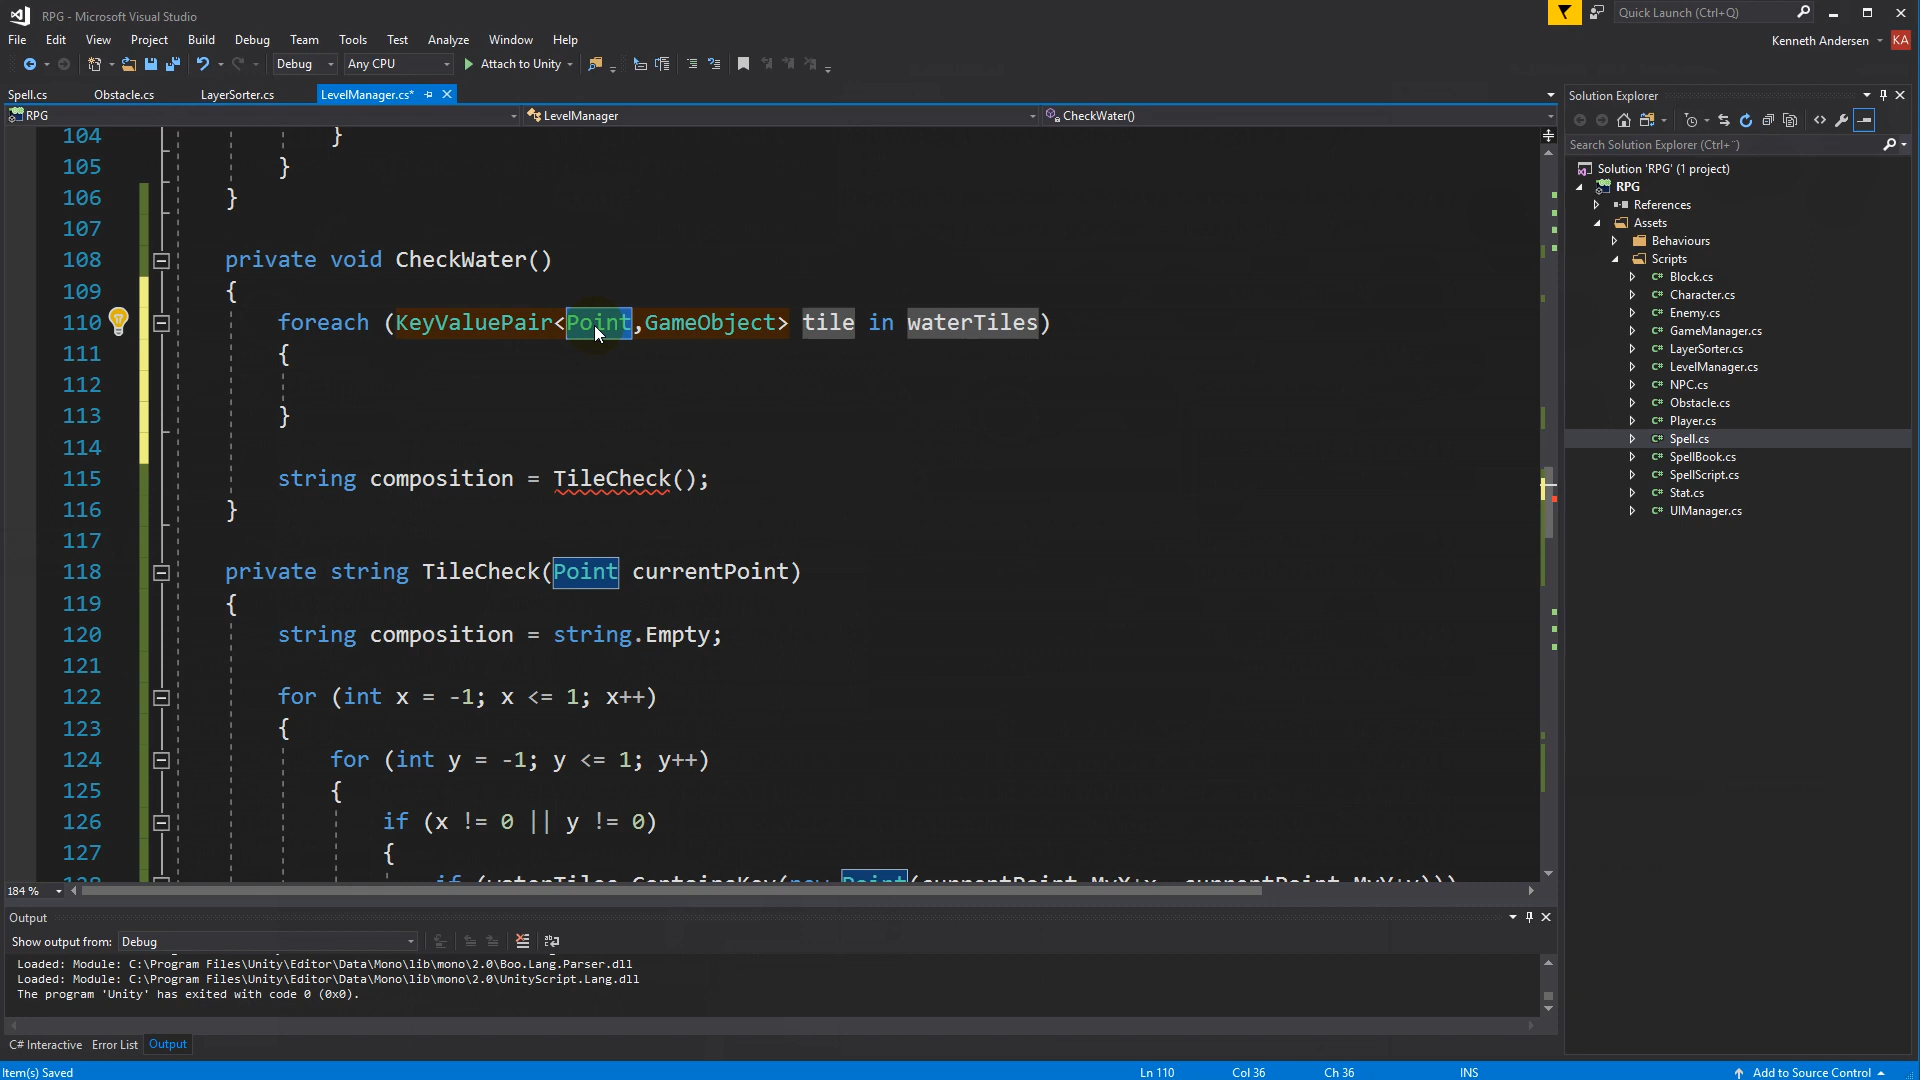 RPG - Microsoft Visual Studio
Quick Launch (Ctrl+Q)
File Edit View Project Build Debug Team Tools Test Analyze Window Help
Kenneth Andersen KA
Debug Any CPU Attach to Unity
Spell.cs Obstacle.cs LayerSorter.cs LevelManager.cs*
RPG LevelManager CheckWater()
104 }
105 }
106 }
107
108 private void CheckWater()
109 {
110 foreach (KeyValuePair<Point,GameObject> tile in waterTiles)
111 {
112
113 }
114
115 string composition = TileCheck();
116 }
117
118 private string TileCheck(Point currentPoint)
119 {
120 string composition = string.Empty;
121
122 for (int x = -1; x <= 1; x++)
123 {
124 for (int y = -1; y <= 1; y++)
125 {
126 if (x != 0 || y != 0)
127 {
128 if (waterTiles.ContainsKey(new Point(currentPoint.MyX+x, currentPoint.MyY+y)))
184 %
Solution Explorer
Search Solution Explorer (Ctrl+¨)
Solution 'RPG' (1 project)
RPG
References
Assets
Behaviours
Scripts
C# Block.cs
C# Character.cs
C# Enemy.cs
C# GameManager.cs
C# LayerSorter.cs
C# LevelManager.cs
C# NPC.cs
C# Obstacle.cs
C# Player.cs
C# Spell.cs
C# SpellBook.cs
C# SpellScript.cs
C# Stat.cs
C# UIManager.cs
Output
Show output from: Debug
Loaded: Module: C:\Program Files\Unity\Editor\Data\Mono\lib\mono\2.0\Boo.Lang.Parser.dll
Loaded: Module: C:\Program Files\Unity\Editor\Data\Mono\lib\mono\2.0\UnityScript.Lang.dll
The program 'Unity' has exited with code 0 (0x0).
C# Interactive Error List Output
Item(s) Saved Ln 110 Col 36 Ch 36 INS Add to Source Control